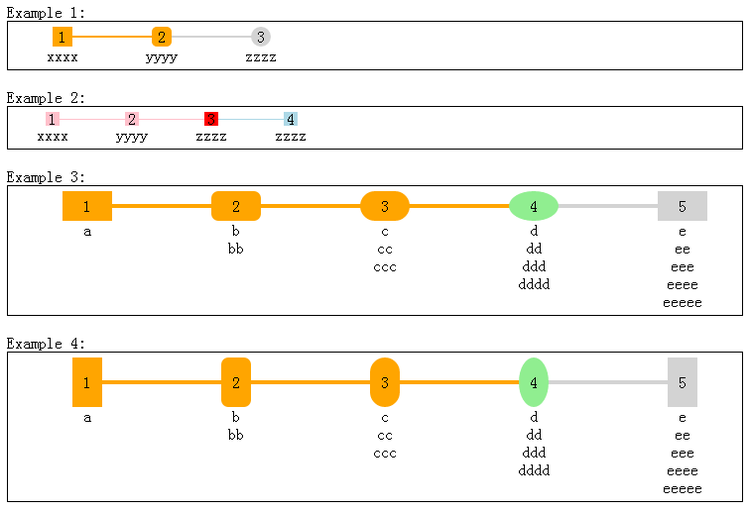 Example 1:
1 2 3
xxxx yyyy zzzz
Example 2:
1 2 3 4
xxxx yyyy zzzz zzzz
Example 3:
1 2 3 4 5
a b c d e
bb cc dd ee
ccc ddd eee
dddd eeee
eeeee
Example 4:
1 2 3 4 5
a b c d e
bb cc dd ee
ccc ddd eee
dddd eeee
eeeee